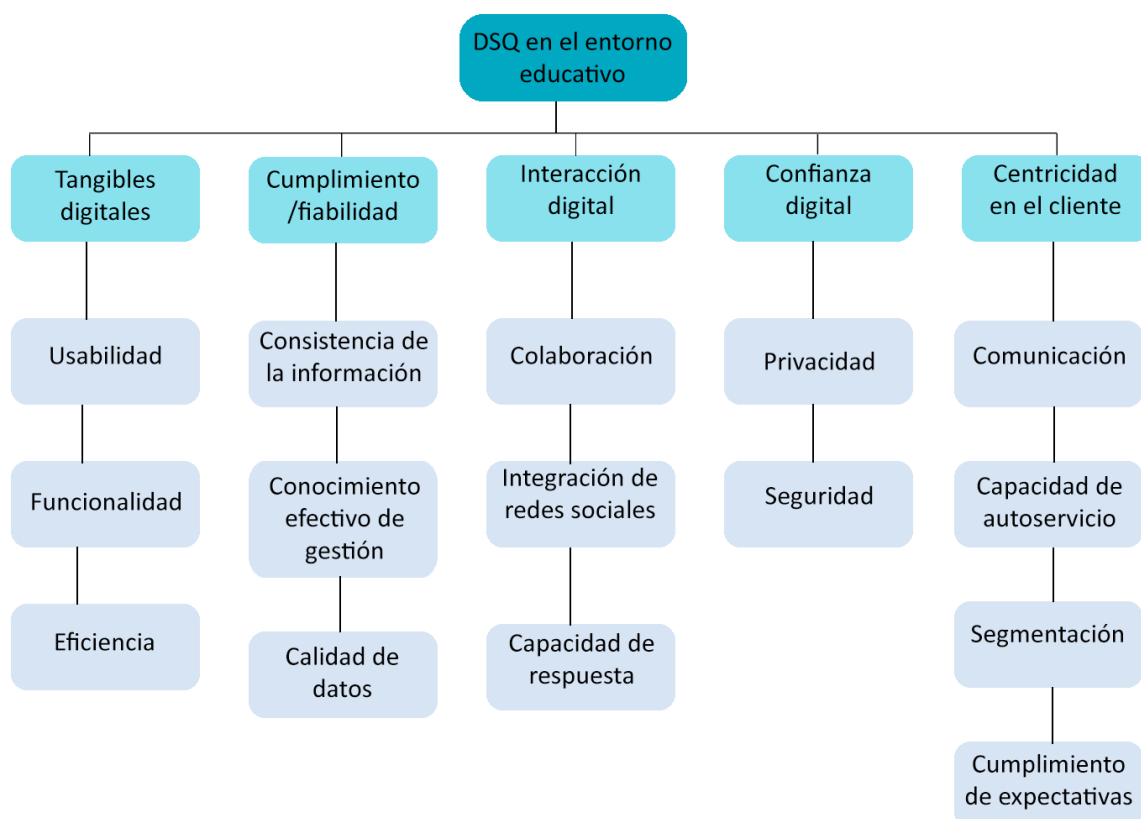 DSQ en el entorno
educativo
Tangibles
digitales
Cumplimiento
/fiabilidad
Interacción
digital
Confianza
digital
Centricidad
en el cliente
Usabilidad
Consistencia de
la información
Colaboración
Privacidad
Comunicación
Funcionalidad
Conocimiento
efectivo de
gestión
Integración de
redes sociales
Seguridad
Capacidad de
autoservicio
Eficiencia
Calidad de
datos
Capacidad de
respuesta
Segmentación
Cumplimiento
de expectativas